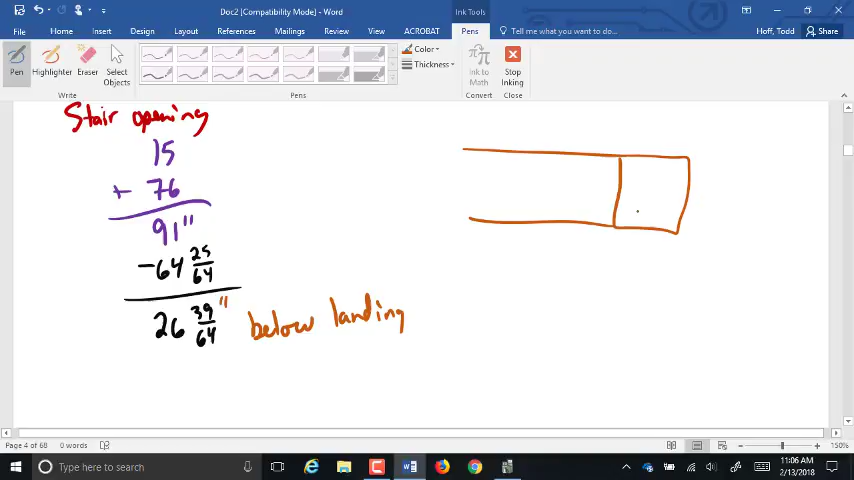 Doc2 [Compatibility Mode] - Word
Ink Tools
Hoff, Todd
File Home Insert Design Layout References Mailings Review View ACROBAT Pens Tell me what you want to do... Share
Pen Highlighter Eraser Select Objects
Color
Thickness
Ink to Math
Stop Inking
Write Pens Convert Close
Stair opening
15
+ 76
91"
- 64 25/64
26 39/64" below landing
Page 4 of 68 0 words 150%
Type here to search
11:06 AM
2/13/2018